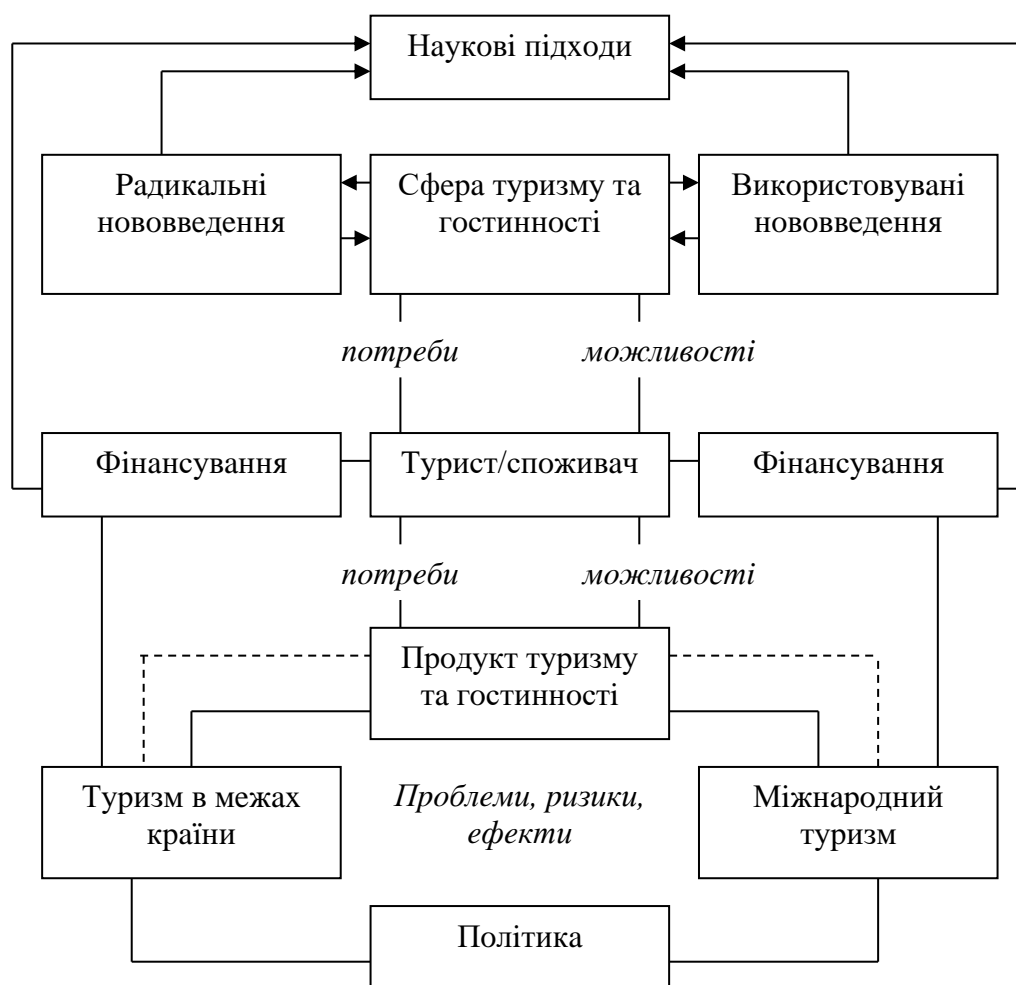 Наукові підходи
Радикальні
нововведення
Сфера туризму та
гостинності
Використовувані
нововведення
потреби
можливості
Фінансування
Турист/споживач
Фінансування
потреби
можливості
Продукт туризму
та гостинності
Туризм в межах
країни
Проблеми, ризики,
ефекти
Міжнародний
туризм
Політика